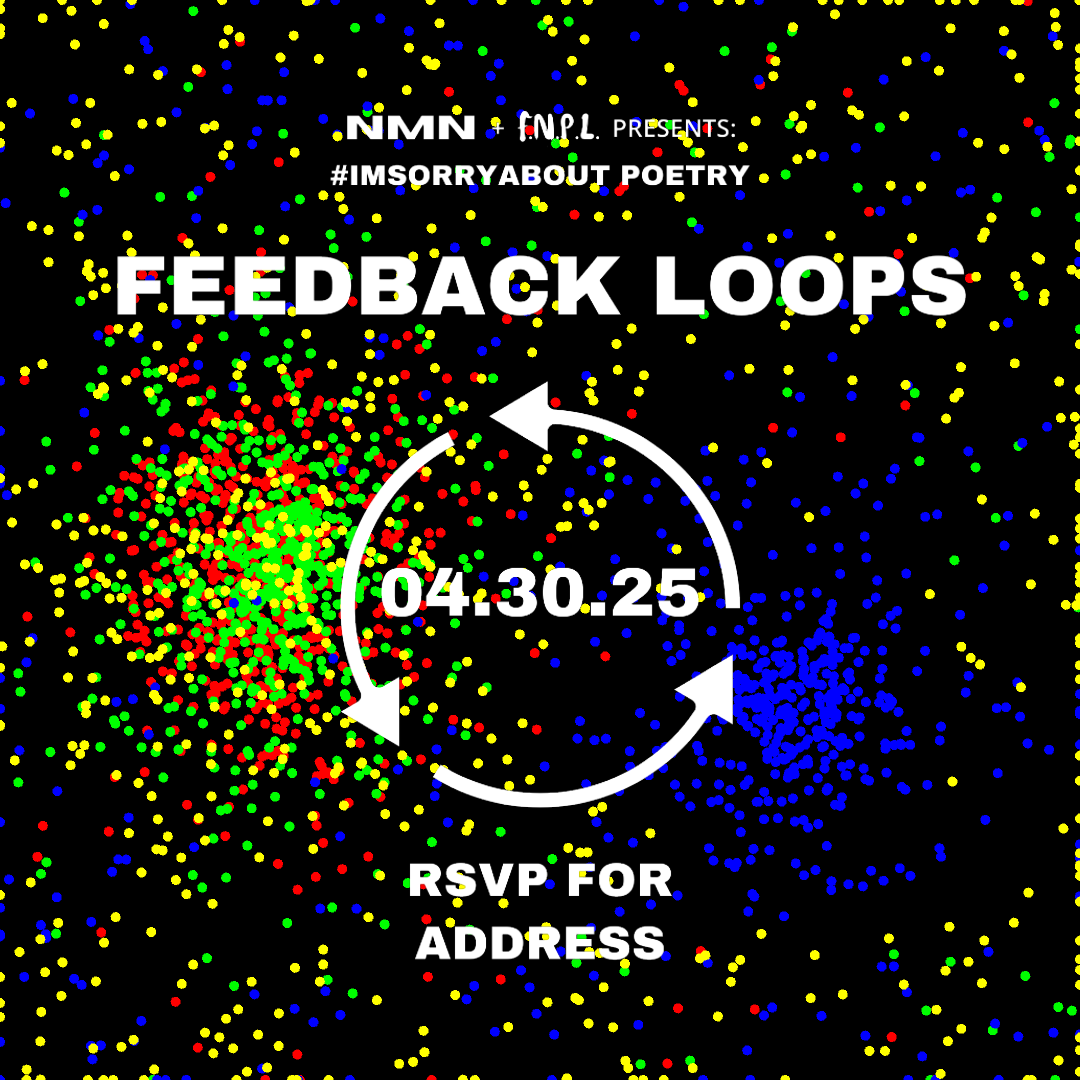 NMN + F.N.P.L. PRESENTS:
#IMSORRYABOUT POETRY
FEEDBACK LOOPS
04.30.25
RSVP FOR
ADDRESS